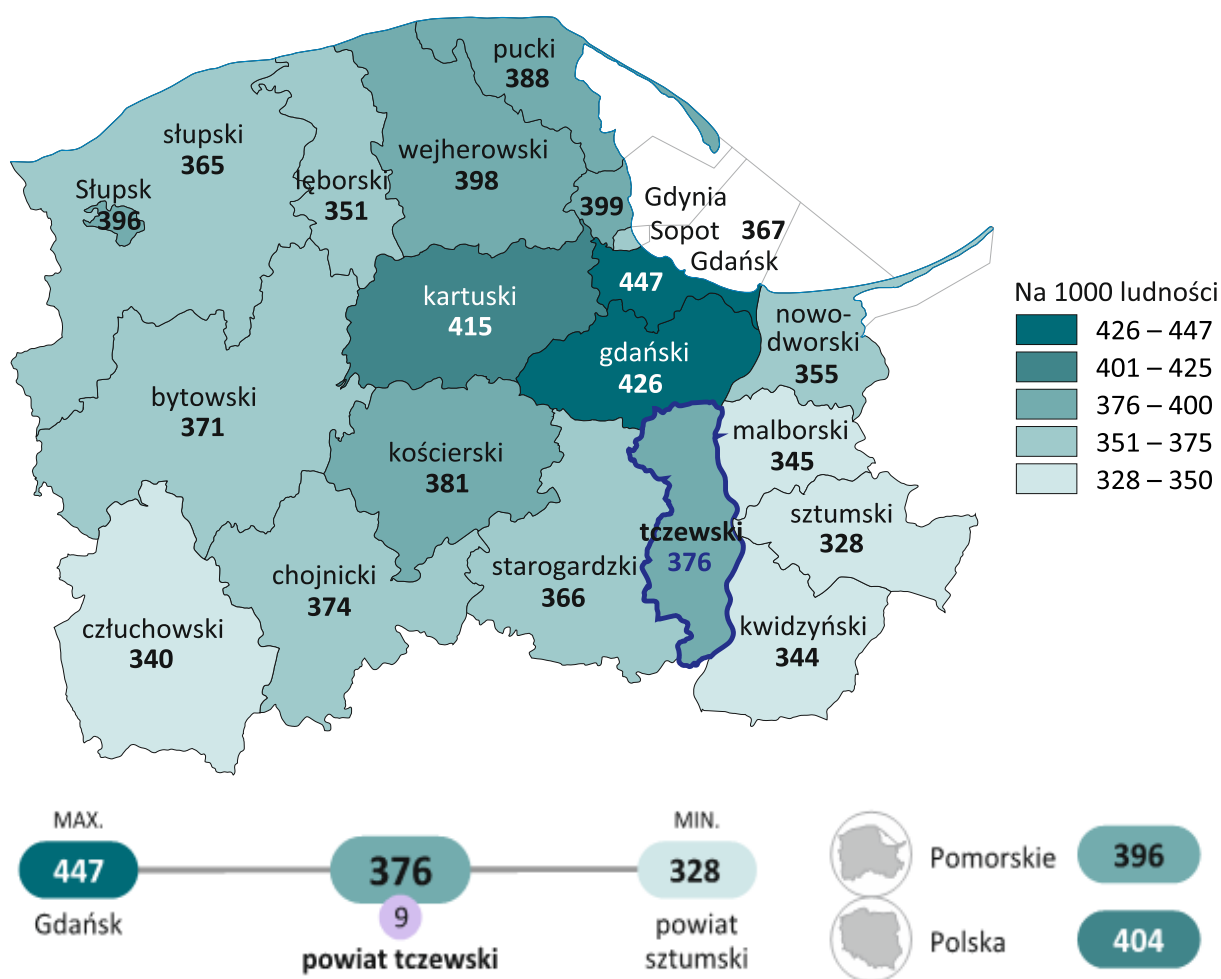 pucki
388
słupski
365
wejherowski
398
Słupsk
396
lęborski
351
399
Gdynia
Sopot 367
Gdańsk
447
kartuski
415
nowo-
dworski
355
gdański
426
bytowski
371
malborski
345
kościerski
381
sztumski
328
tczewski
376
starogardzki
366
chojnicki
374
człuchowski
340
kwidzyński
344
Na 1000 ludności
426 – 447
401 – 425
376 – 400
351 – 375
328 – 350
MAX.
447
Gdańsk
376
9
powiat tczewski
MIN.
328
powiat
sztumski
Pomorskie 396
Polska 404